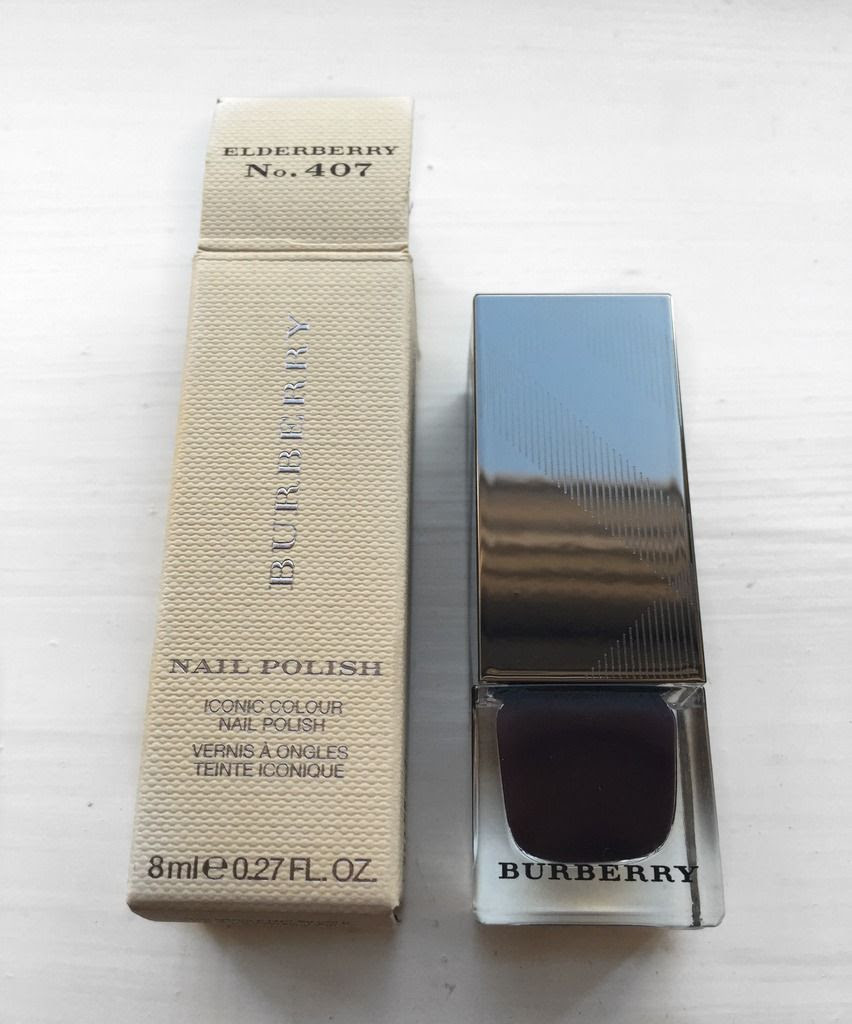 ELDERBERRY
No. 407
BURBERRY
NAIL POLISH
ICONIC COLOUR
NAIL POLISH
VERNIS À ONGLES
TEINTE ICONIQUE
8ml e 0.27 FL. OZ.
BURBERRY